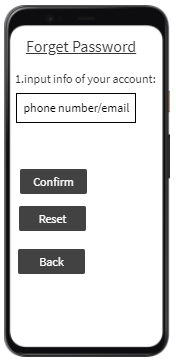 Forget Password
1.input info of your account:
phone number/email
Confirm
Reset
Back